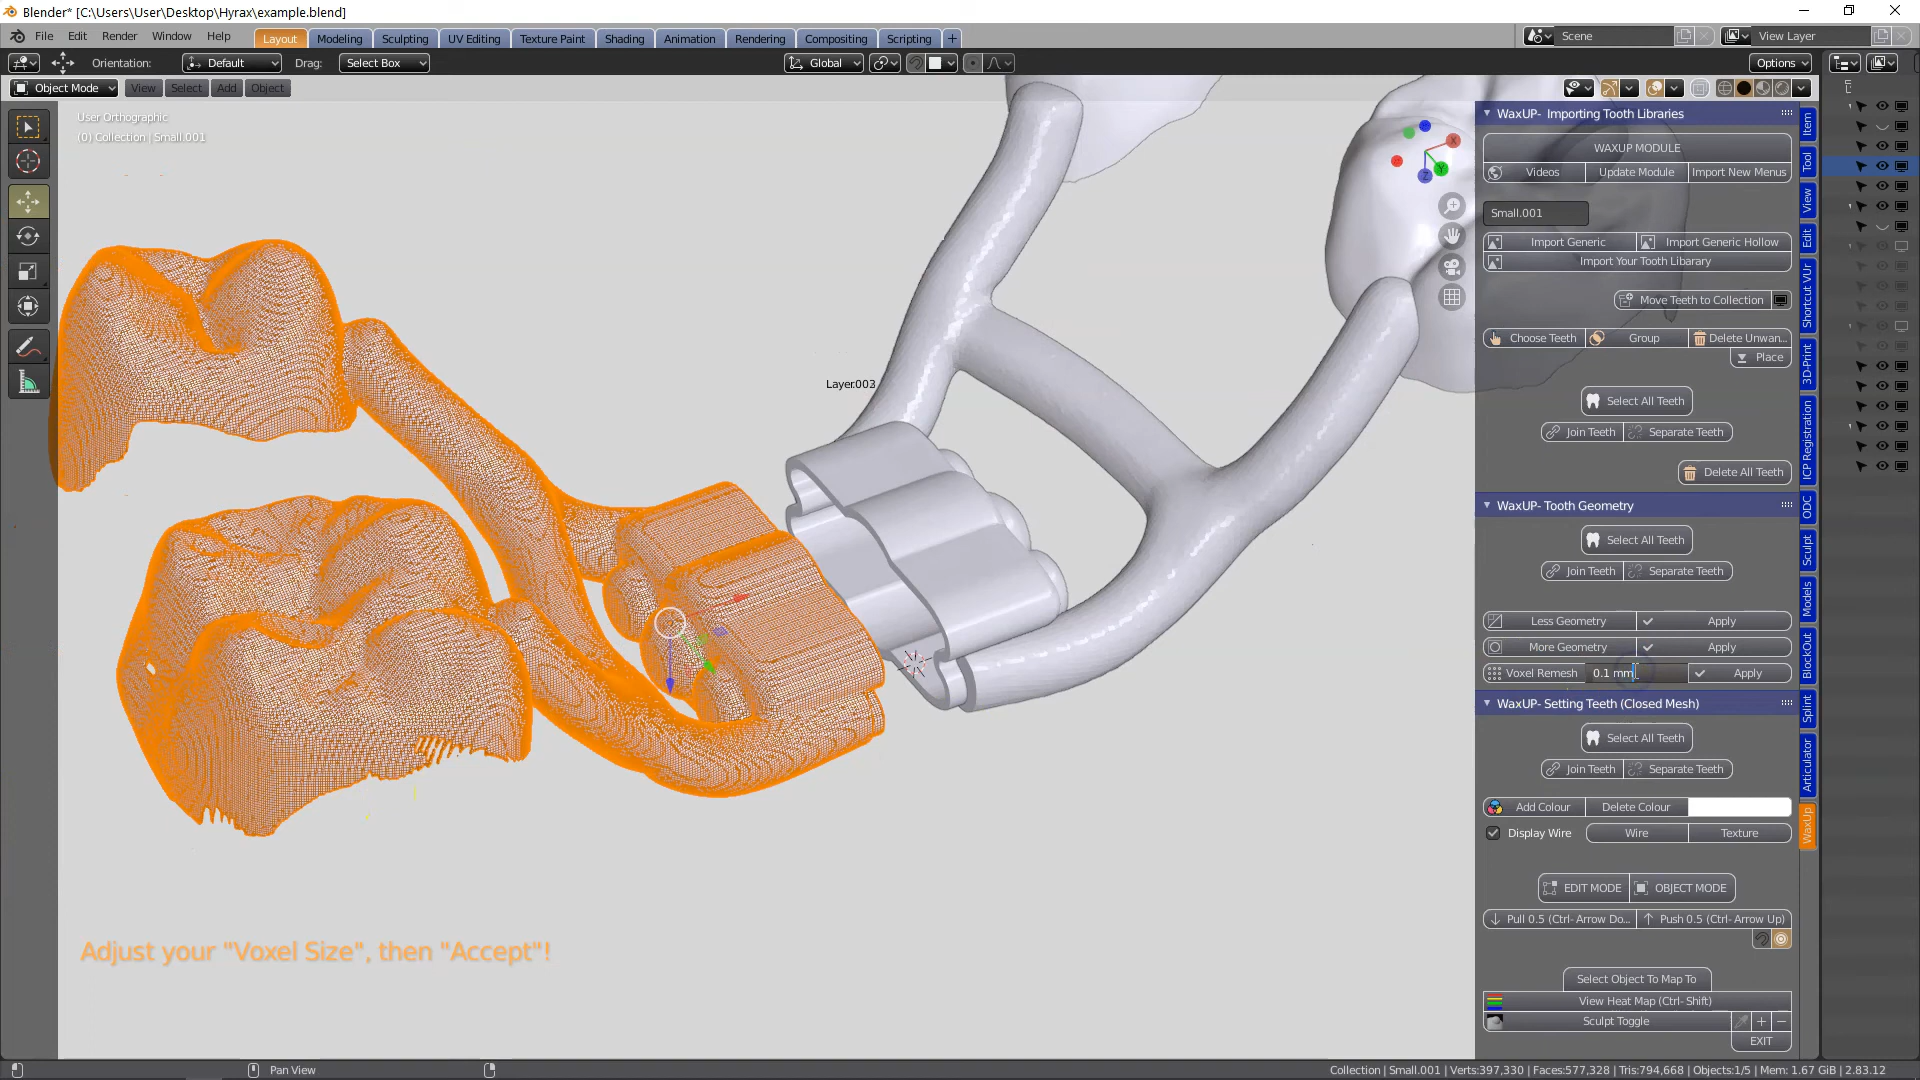 Blender* [C:\Users\User\Desktop\Hyrax\example.blend]
File Edit Render Window Help Layout Modeling Sculpting UV Editing Texture Paint Shading Animation Rendering Compositing Scripting + Scene View Layer
Orientation: Default Drag: Select Box Global Options
Object Mode View Select Add Object
User Orthographic
(0) Collection | Small.001
Layer.003
Adjust your "Voxel Size", then "Accept"!
X
Y
Z
WaxUP- Importing Tooth Libraries
WAXUP MODULE
Videos Update Module Import New Menus
Small.001
Import Generic Import Generic Hollow
Import Your Tooth Libarary
Move Teeth to Collection
Choose Teeth Group Delete Unwan...
Place
Select All Teeth
Join Teeth Separate Teeth
Delete All Teeth
WaxUP- Tooth Geometry
Select All Teeth
Join Teeth Separate Teeth
Less Geometry Apply
More Geometry Apply
Voxel Remesh 0.1 mm Apply
WaxUP- Setting Teeth (Closed Mesh)
Select All Teeth
Join Teeth Separate Teeth
Add Colour Delete Colour
Display Wire Wire Texture
EDIT MODE OBJECT MODE
Pull 0.5 (Ctrl- Arrow Do... Push 0.5 (Ctrl- Arrow Up)
Select Object To Map To
View Heat Map (Ctrl- Shift)
Sculpt Toggle
EXIT
Item
Tool
View
Edit
Shortcut VUr
3D-Print
ICP Registration
ODC
Sculpt
Models
BlockOut
Splint
Articulator
WaxUp
Pan View
Collection | Small.001 | Verts:397,330 | Faces:577,328 | Tris:794,668 | Objects:1/5 | Mem: 1.67 GiB | 2.83.12